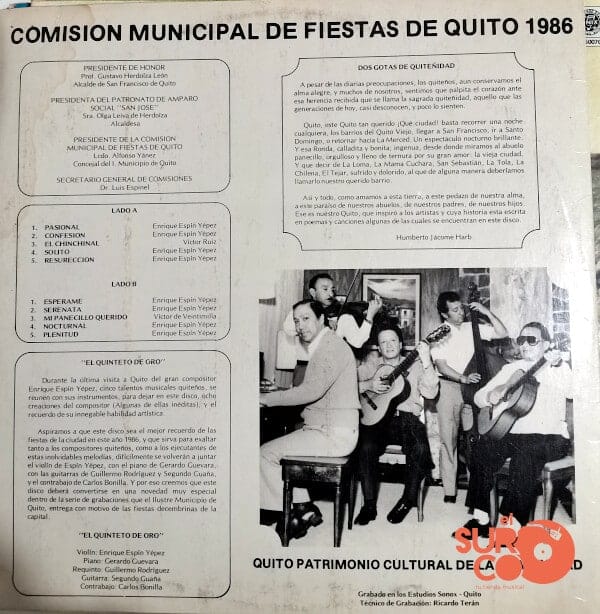 COMISION MUNICIPAL DE FIESTAS DE QUITO 1986
PRESIDENTE DE HONOR
Prof. Gustavo Herdoíza León
Alcalde de San Francisco de Quito
PRESIDENTA DEL PATRONATO DE AMPARO
SOCIAL "SAN JOSE"
Sra. Olga Leiva de Herdoíza
Alcaldesa
PRESIDENTE DE LA COMISION
MUNICIPAL DE FIESTAS DE QUITO
Lcdo. Alfonso Yánez
Concejal del I. Municipio de Quito
SECRETARIO GENERAL DE COMISIONES
Dr. Luis Espinel
LADO A
1. PASIONAL Enrique Espín Yépez
2. CONFESION Enrique Espín Yépez
3. EL CHINCHINAL Víctor Ruiz
4. SOLITO Enrique Espín Yépez
5. RESURECCION Enrique Espín Yépez
LADO B
1. ESPERAME Enrique Espín Yépez
2. SERENATA Enrique Espín Yépez
3. MI PANECILLO QUERIDO Víctor de Veintimilla
4. NOCTURNAL Enrique Espín Yépez
5. PLENITUD Enrique Espín Yépez
"EL QUINTETO DE ORO"
Durante la última visita a Quito del gran compositor
Enrique Espín Yépez, cinco talentos musicales quiteños, se
reunen con sus instrumentos, para dejar en este disco, ocho
creaciones del compositor (Algunas de ellas inéditas), y el
recuerdo de su innegable habilidad artística.
Aspiramos a que este disco sea el mejor recuerdo de las
fiestas de la ciudad en este año 1986, y que sirva para exaltar
tanto a los compositores quiteños, como a los ejecutantes de
estas inolvidables melodías, difícilmente se volverán a juntar
el violín de Espín Yépez, con el piano de Gerardo Guevara,
con las guitarras de Guillermo Rodríguez y Segundo Guaña,
y el contrabajo de Carlos Bonilla. Y por eso creemos que este
disco deberá convertirse en una novedad muy especial
dentro de la serie de grabaciones que el Ilustre Municipio de
Quito, entrega con motivo de las fiestas decembrinas de la
capital.
"EL QUINTETO DE ORO"
Violín: Enrique Espín Yépez
Piano: Gerardo Guevara
Requinto: Guillermo Rodríguez
Guitarra: Segundo Guaña
Contrabajo: Carlos Bonilla
DOS GOTAS DE QUITEÑIDAD
A pesar de las diarias preocupaciones, los quiteños, aun conservamos el
alma alegre, y muchos de nosotros, sentimos que palpita el corazón ante
esa herencia recibida que se llama la sagrada quiteñidad, aquello que las
generaciones de hoy, casi desconocen, y poco lo sienten.
Quito, iste Quito tan querido ¡Que ciudad! basta recorrer una noche
cualquiera, los barrios del Quito Viejo, llegar a San Francisco, ir a Santo
Domingo, o retornar hacia La Merced. Un espectáculo nocturno brillante.
Y esa Ronda, calladita y bonita; ingenua, desde donde miramos al abuelo
panecillo, orgulloso y lleno de ternura por su gran amor: la vieja ciudad.
Y que decir de La Loma, La Mama Cuchara, San Sebastián, La Tola, La
Chilena, El Tejar, sufrido y dolorido, al que de alguna manera deberíamos
llamarlo nuestro querido barrio.
Así y todo, como amamos a esta tierra, a este pedazo de nuestra alma,
a este paraíso de nuestros abuelos, de nuestros padres, de nuestros hijos.
Ese es nuestro Quito, que inspiró a los artistas y cuya historia esta escrita
en poemas y canciones algunas de las cuales se encuentran en este disco.
Humberto Jácome Harb
QUITO PATRIMONIO CULTURAL DE LA
Grabado en los Estudios Sonox - Quito
Técnico de Grabación: Ricardo Terán
el
SURCO
tu tienda musical